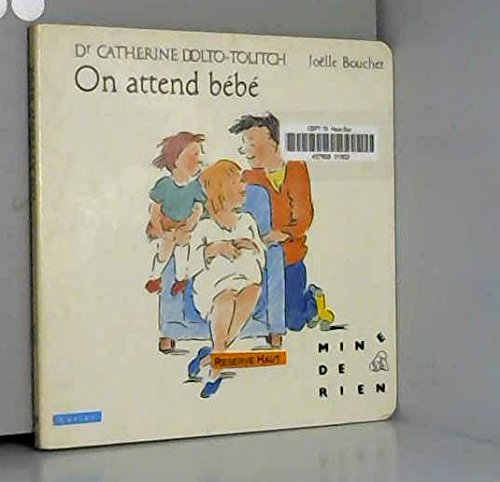 Dr CATHERINE DOLTO-TOLITCH
Joëlle Boucher
On attend bébé
RESERVE HAUT
MINE
DE
RIEN